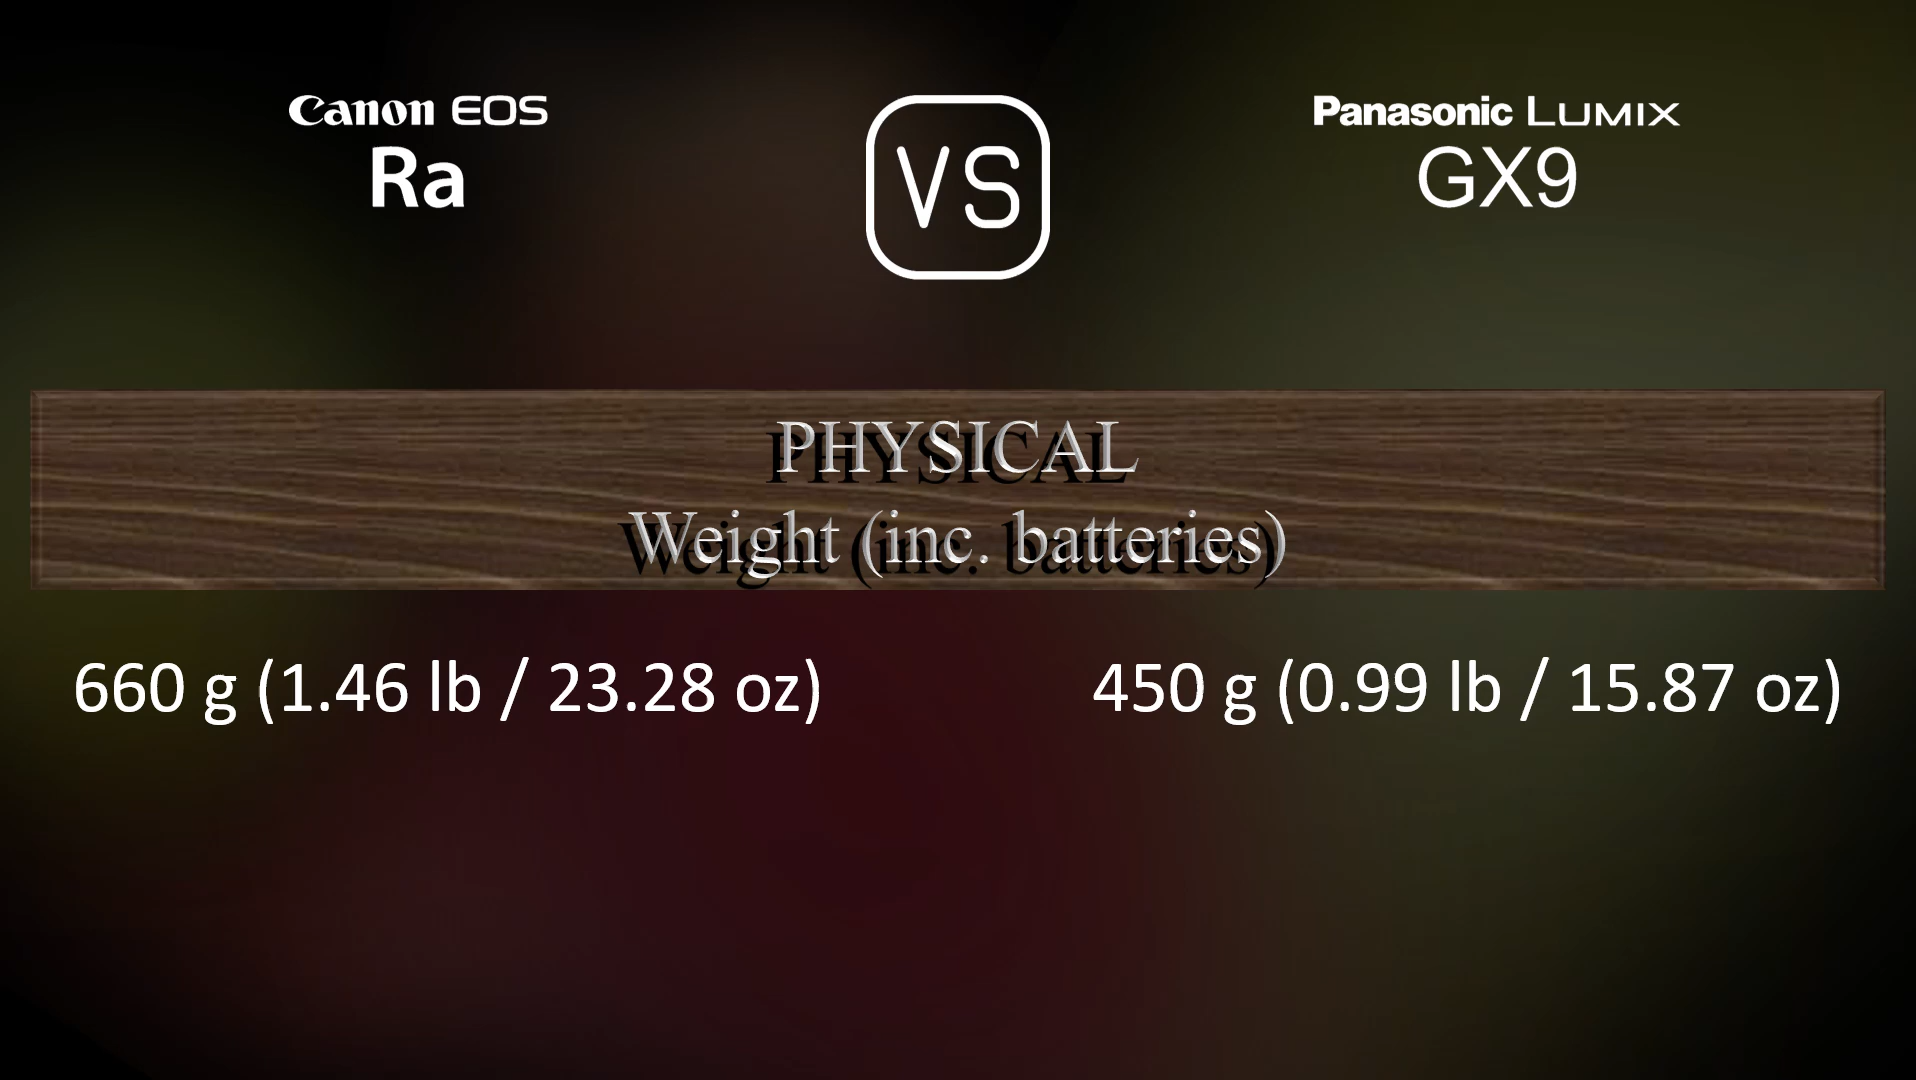 Canon EOS
Ra
VS
Panasonic LUMIX
GX9
PHYSICAL
Weight (inc. batteries)
660 g (1.46 lb / 23.28 oz)
450 g (0.99 lb / 15.87 oz)